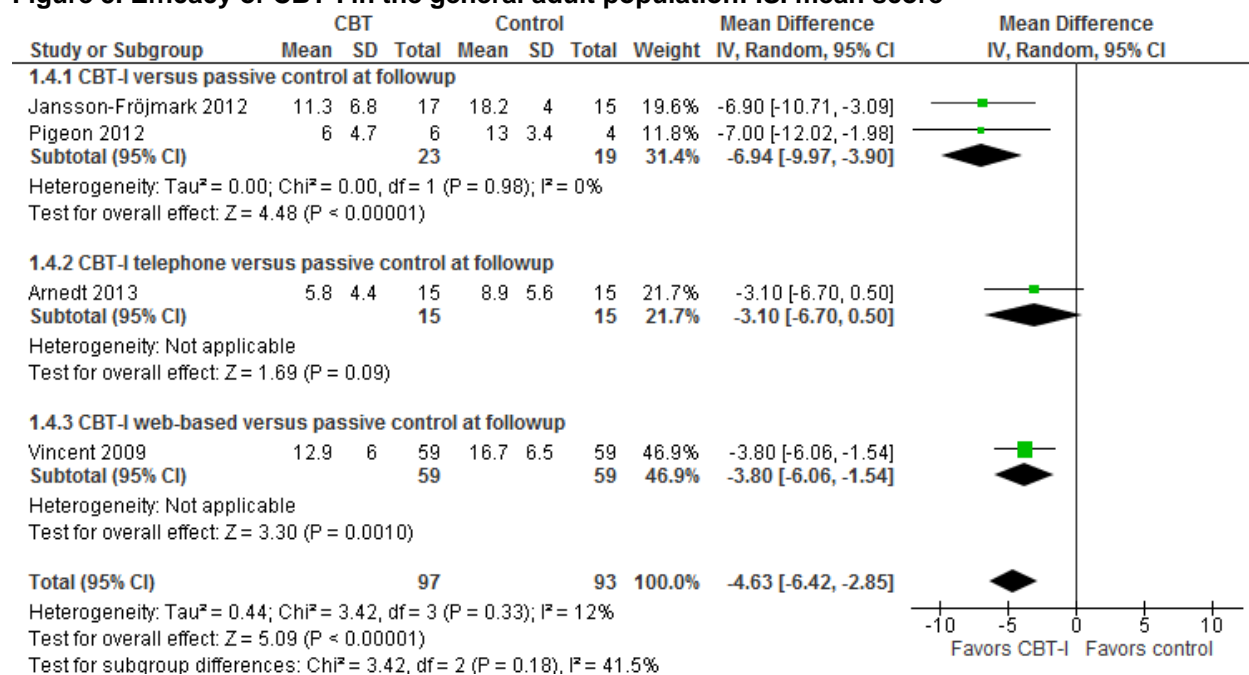 Figure 3. Efficacy of CBT-I in the general adult population: ISI mean score
CBT Control Mean Difference Mean Difference
Study or Subgroup Mean SD Total Mean SD Total Weight IV, Random, 95% CI IV, Random, 95% CI
1.4.1 CBT-I versus passive control at followup
Jansson-Fröjmark 2012 11.3 6.8 17 18.2 4 15 19.6% -6.90 [-10.71, -3.09]
Pigeon 2012 6 4.7 6 13 3.4 4 11.8% -7.00 [-12.02, -1.98]
Subtotal (95% CI) 23 19 31.4% -6.94 [-9.97, -3.90]
Heterogeneity: Tau² = 0.00; Chi² = 0.00, df = 1 (P = 0.98); I² = 0%
Test for overall effect: Z = 4.48 (P < 0.00001)
1.4.2 CBT-I telephone versus passive control at followup
Arnedt 2013 5.8 4.4 15 8.9 5.6 15 21.7% -3.10 [-6.70, 0.50]
Subtotal (95% CI) 15 15 21.7% -3.10 [-6.70, 0.50]
Heterogeneity: Not applicable
Test for overall effect: Z = 1.69 (P = 0.09)
1.4.3 CBT-I web-based versus passive control at followup
Vincent 2009 12.9 6 59 16.7 6.5 59 46.9% -3.80 [-6.06, -1.54]
Subtotal (95% CI) 59 59 46.9% -3.80 [-6.06, -1.54]
Heterogeneity: Not applicable
Test for overall effect: Z = 3.30 (P = 0.0010)
Total (95% CI) 97 93 100.0% -4.63 [-6.42, -2.85]
Heterogeneity: Tau² = 0.44; Chi² = 3.42, df = 3 (P = 0.33); I² = 12%
Test for overall effect: Z = 5.09 (P < 0.00001)
Test for subgroup differences: Chi² = 3.42, df = 2 (P = 0.18), I² = 41.5%
-10 -5 0 5 10
Favors CBT-I Favors control